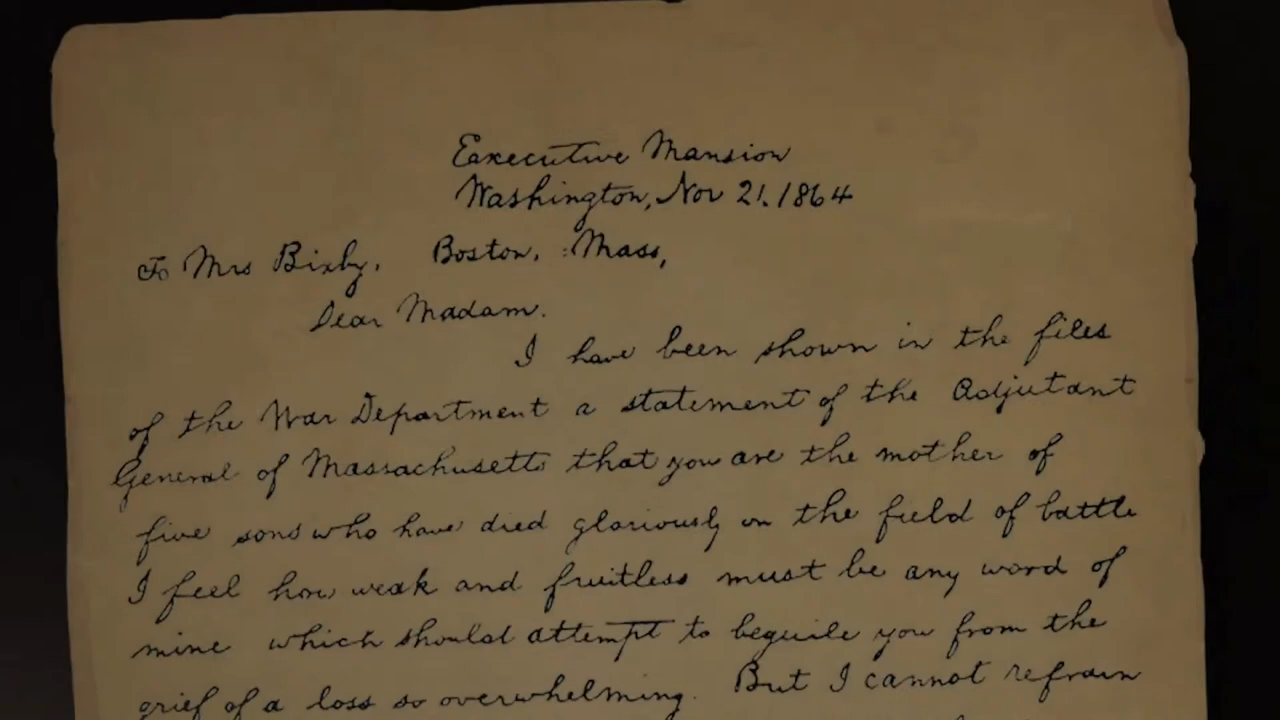 Executive Mansion
Washington, Nov 21. 1864
To Mrs Bixby, Boston, Mass,
Dear Madam.
I have been shown in the files
of the War Department a statement of the Adjutant
General of Massachusetts that you are the mother of
five sons who have died gloriously on the field of battle
I feel how weak and fruitless must be any word of
mine which should attempt to beguile you from the
grief of a loss so overwhelming. But I cannot refrain